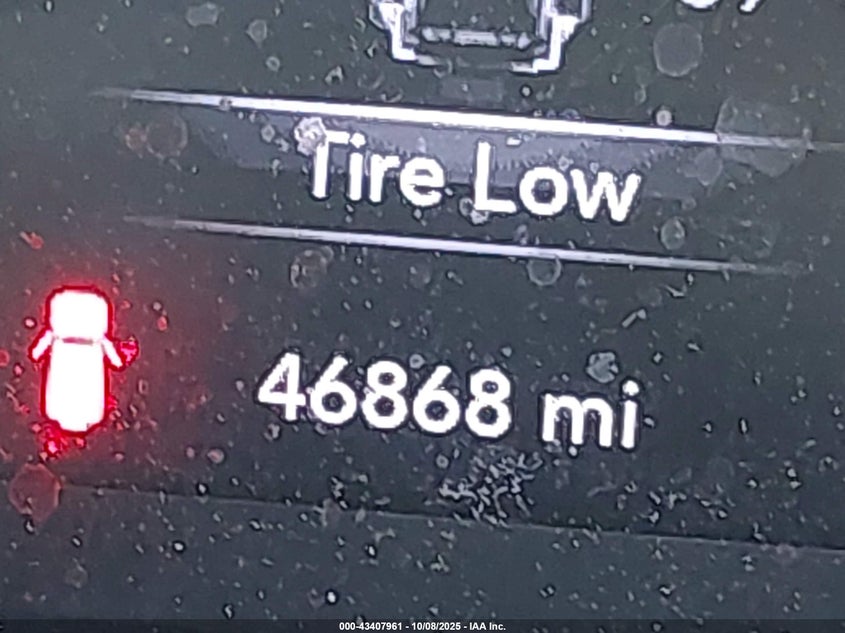 Tire Low
46868 mi
000-43407961 - 10/08/2025 - IAA Inc.